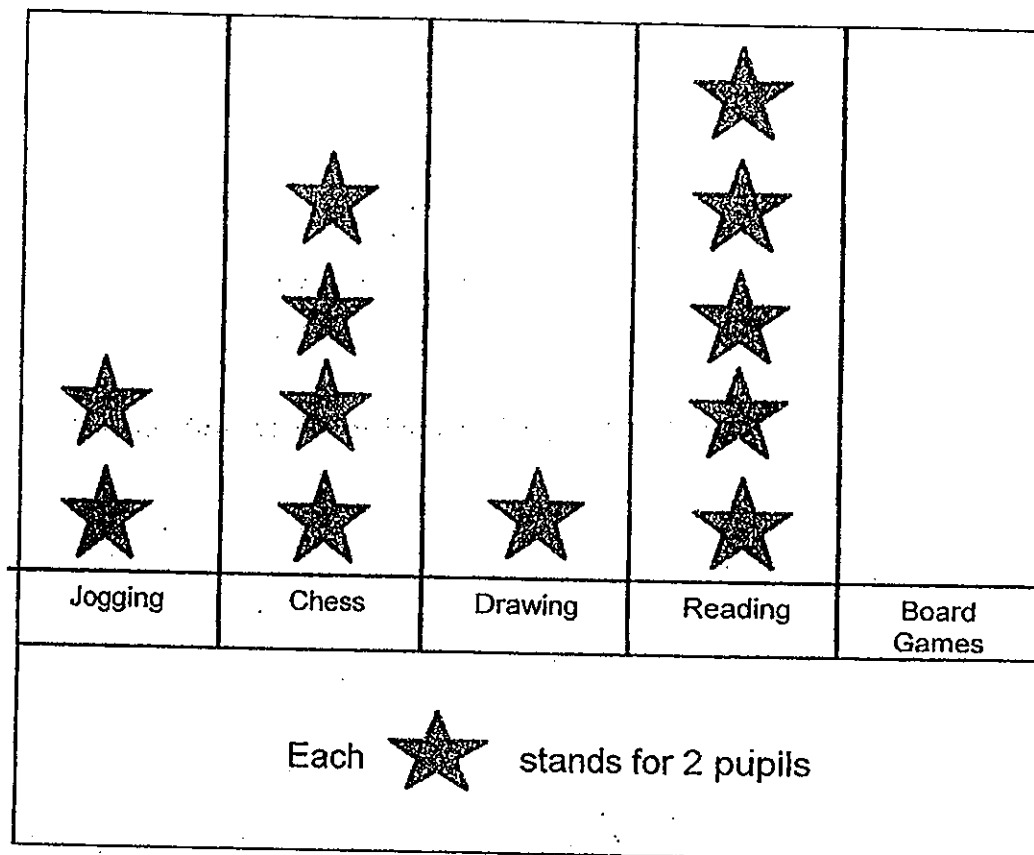 Jogging
Chess
Drawing
Reading
Board
Games
Each
stands for 2 pupils